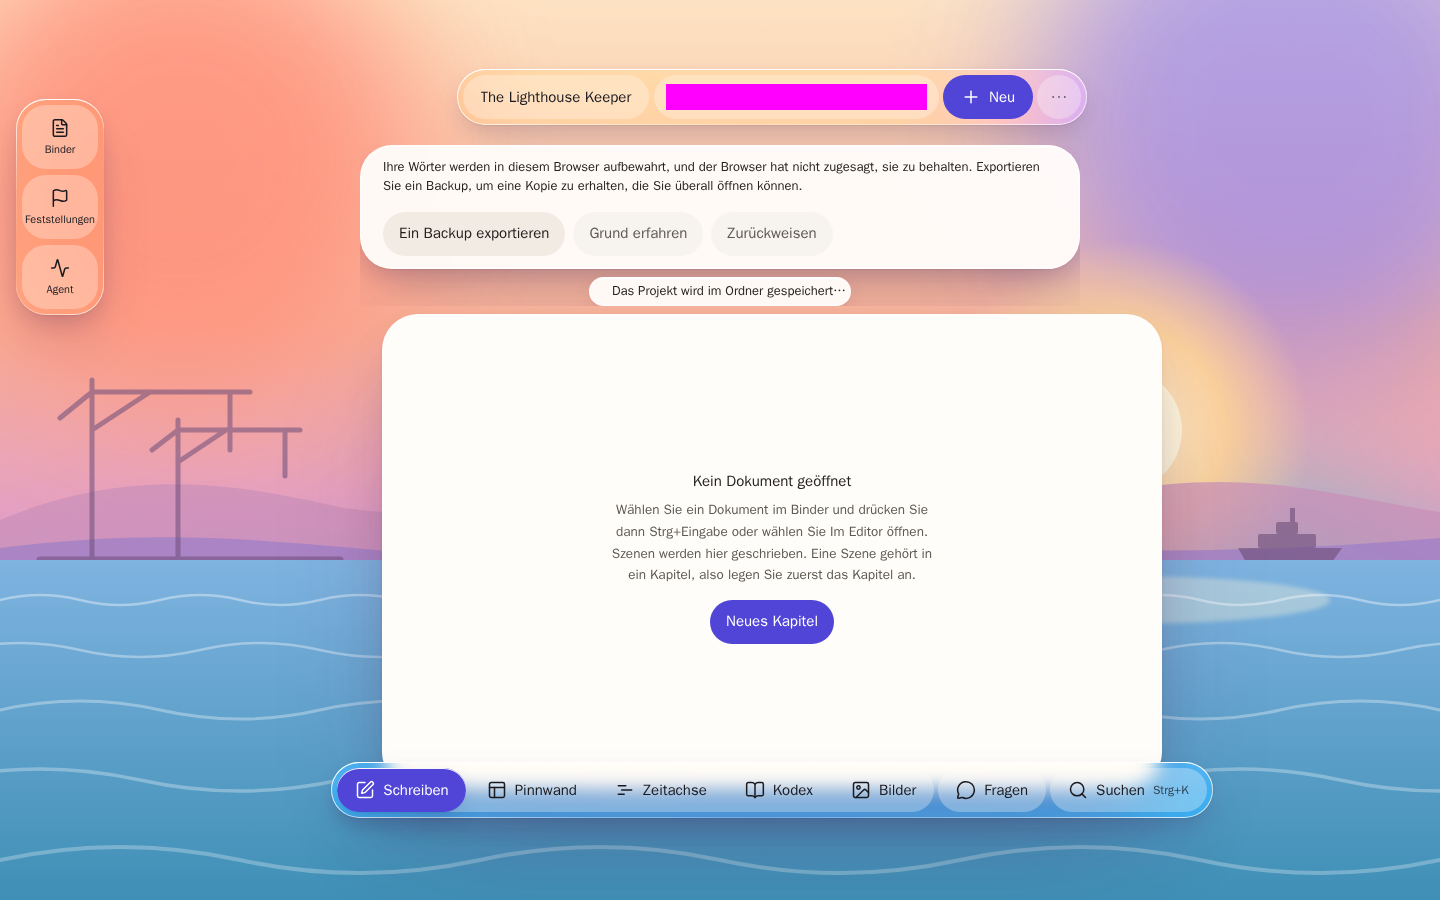 The Lighthouse Keeper
Neu
Binder
Feststellungen
Agent
Ihre Wörter werden in diesem Browser aufbewahrt, und der Browser hat nicht zugesagt, sie zu behalten. Exportieren
Sie ein Backup, um eine Kopie zu erhalten, die Sie überall öffnen können.
Ein Backup exportieren
Grund erfahren
Zurückweisen
Das Projekt wird im Ordner gespeichert…
Kein Dokument geöffnet
Wählen Sie ein Dokument im Binder und drücken Sie
dann Strg+Eingabe oder wählen Sie Im Editor öffnen.
Szenen werden hier geschrieben. Eine Szene gehört in
ein Kapitel, also legen Sie zuerst das Kapitel an.
Neues Kapitel
Schreiben
Pinnwand
Zeitachse
Kodex
Bilder
Fragen
Suchen Strg+K